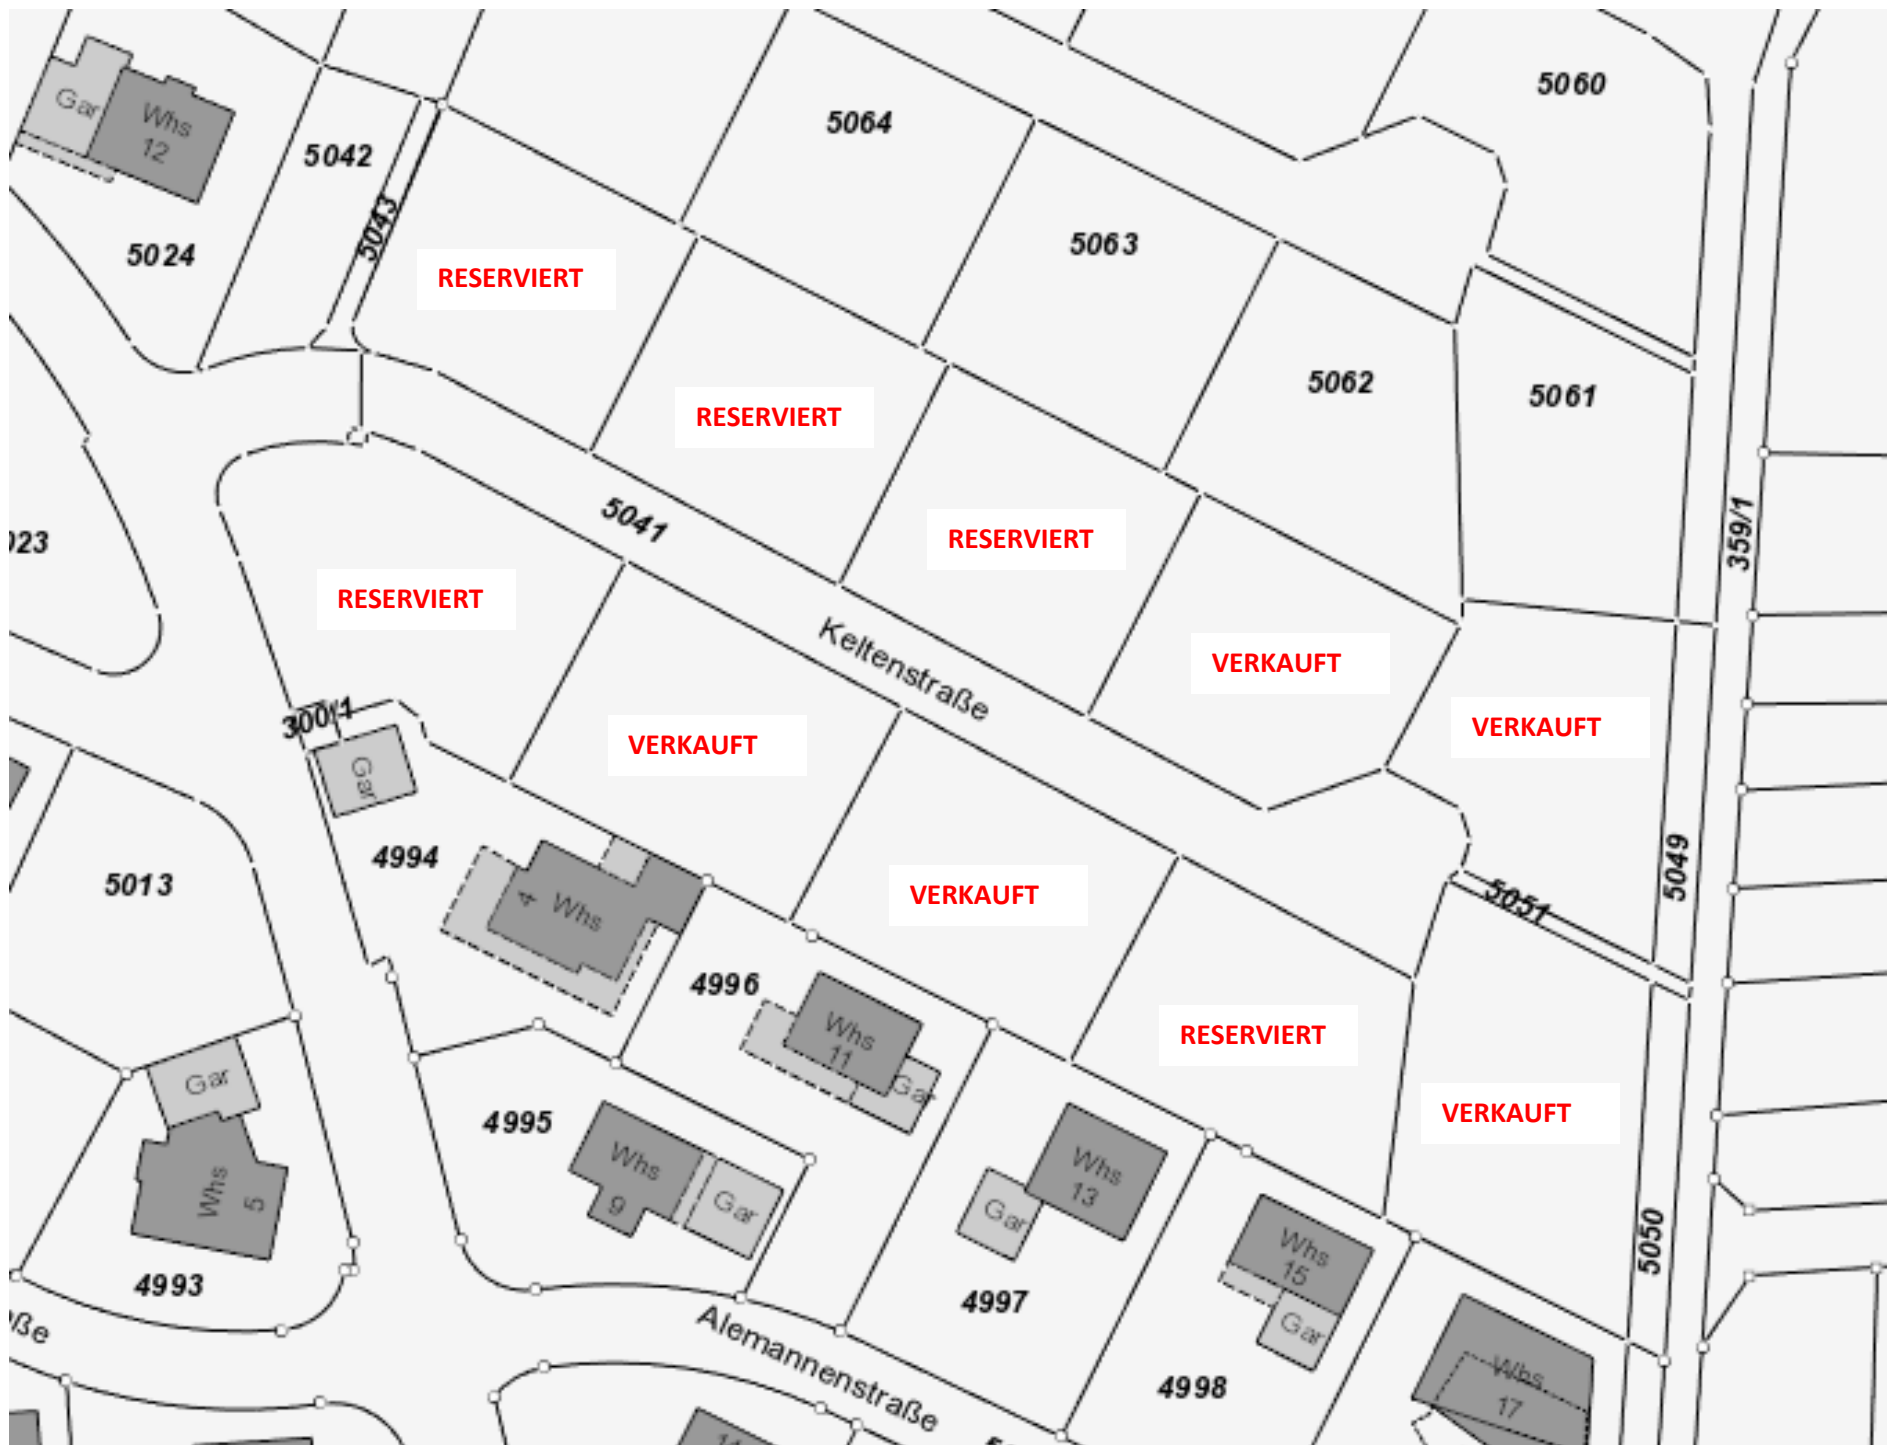 5060
Gar
Whs
12
5064
5042
5043
5063
5024
RESERVIERT
5062
5061
RESERVIERT
5041
RESERVIERT
359/1
RESERVIERT
Keltenstraße
VERKAUFT
VERKAUFT
300/1
VERKAUFT
Gar
4994
5013
5049
VERKAUFT
5051
4
Whs
4996
Whs
11
Gar
RESERVIERT
Gar
4995
VERKAUFT
Whs
9
Gar
Whs
13
Gar
Whs
5
5050
Whs
15
4993
4997
Gar
Alemannenstraße
4998
Whs
17